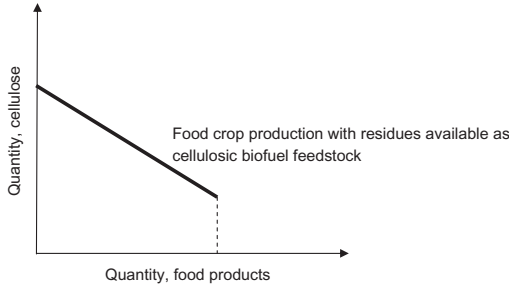 Quantity, cellulose
Food crop production with residues available as
cellulosic biofuel feedstock
Quantity, food products